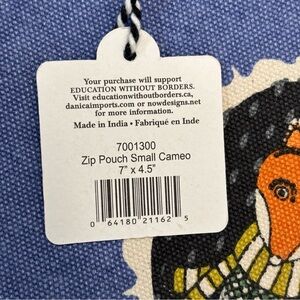 Your purchase will support
EDUCATION WITHOUT BORDERS.
Visit educationwithoutborders.ca,
danicaimports.com or nowdesigns.net
for more information.
Made in India • Fabriqué en Inde
7001300
Zip Pouch Small Cameo
7" x 4.5"
0 64180 21162 5